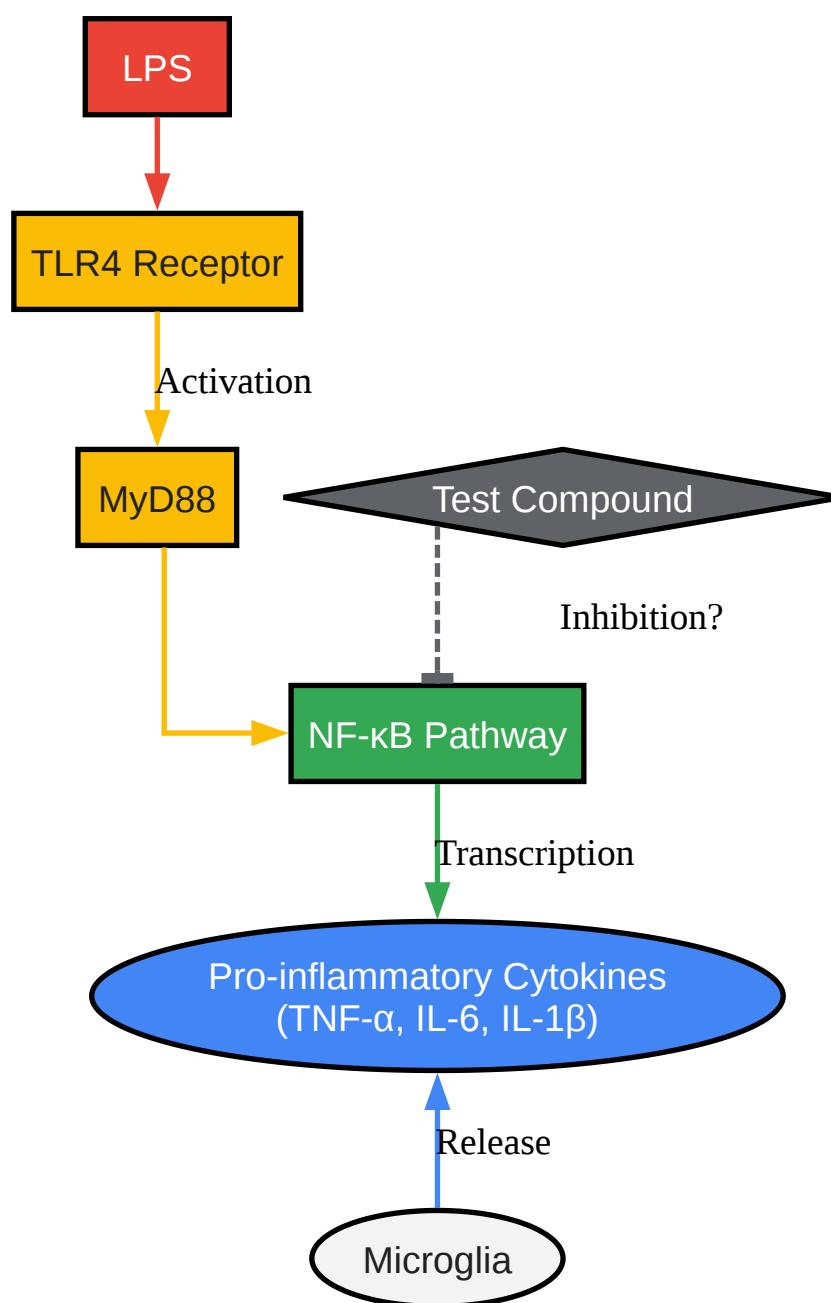 LPS
TLR4 Receptor
Activation
MyD88
Test Compound
Inhibition?
NF-κB Pathway
Transcription
Pro-inflammatory Cytokines
(TNF-α, IL-6, IL-1β)
Release
Microglia